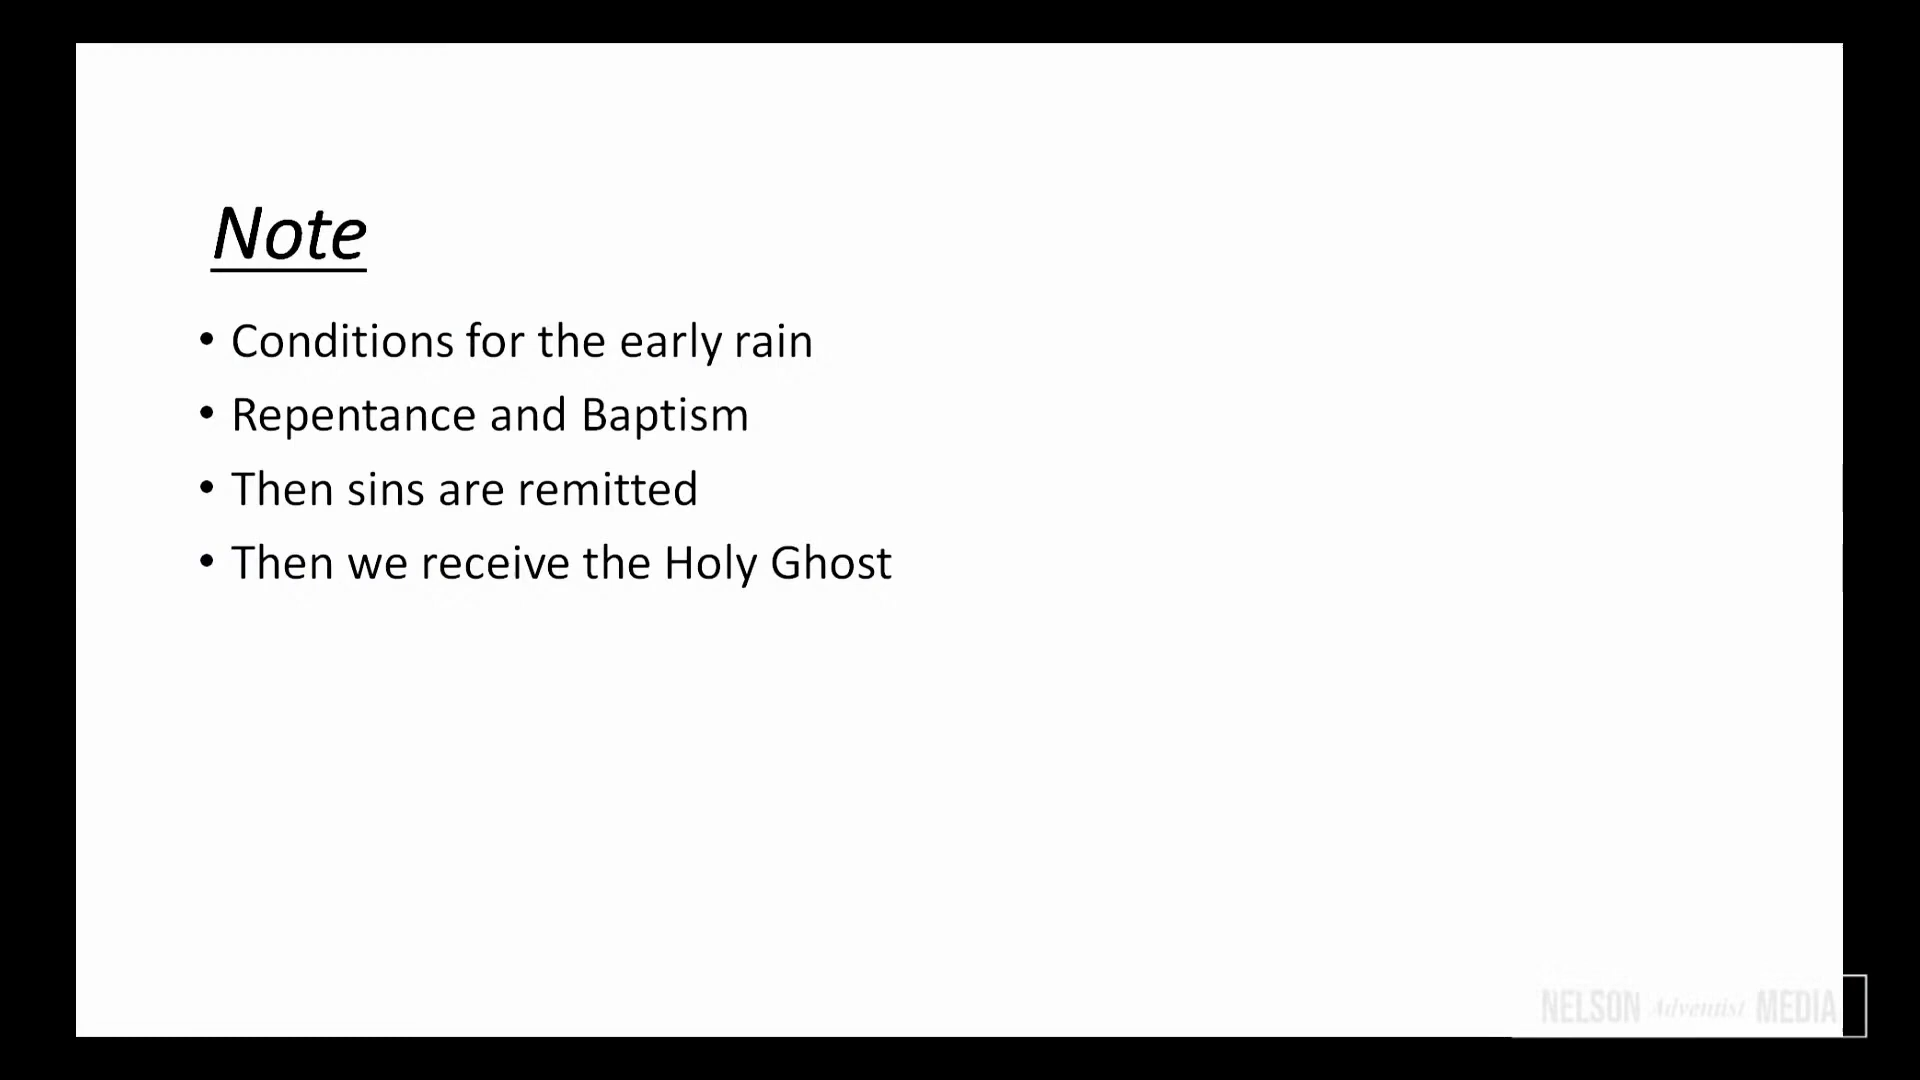 Note
• Conditions for the early rain
• Repentance and Baptism
• Then sins are remitted
• Then we receive the Holy Ghost
NELSON Adventist MEDIA